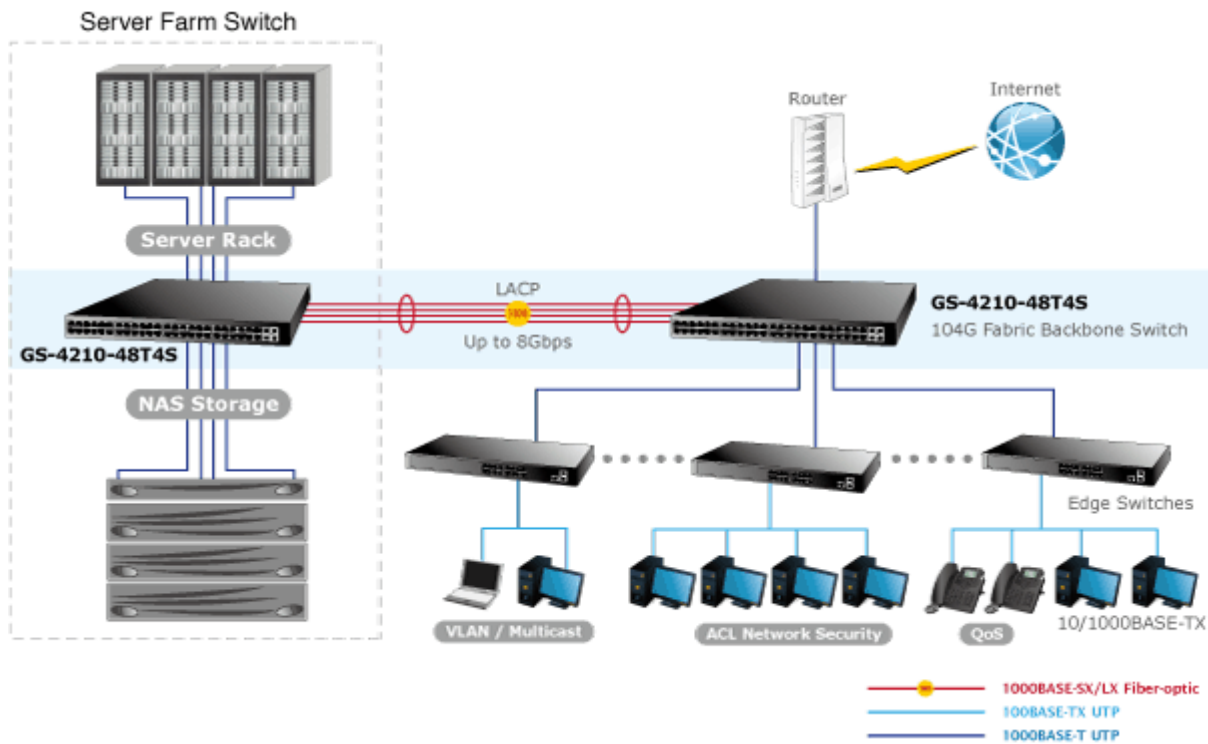 Server Farm Switch
Router
Internet
Server Rack
LACP
Up to 8Gbps
GS-4210-48T4S
104G Fabric Backbone Switch
GS-4210-48T4S
NAS Storage
Edge Switches
10/1000BASE-TX
VLAN / Multicast
ACL Network Security
QoS
1000BASE-SX/LX Fiber-optic
100BASE-TX UTP
1000BASE-T UTP